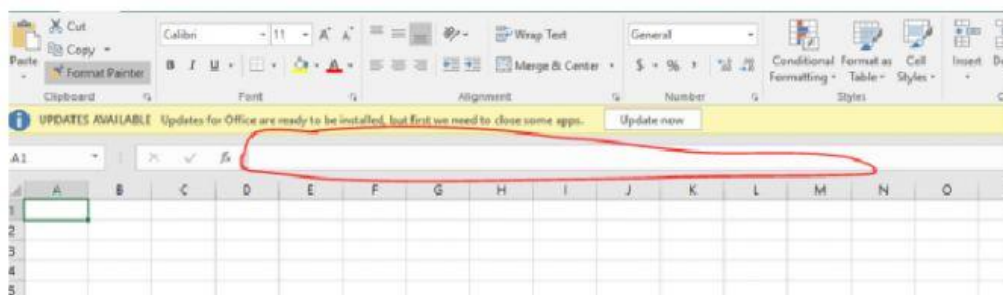 Cut
Copy
Paste
Format Painter
Clipboard
Calibri 11 A A
B I U A
Font
Wrap Text
Merge & Center
Alignment
General
$ % ,
Number
Conditional Formatting
Format as Table
Cell Styles
Styles
Insert
UPDATES AVAILABLE Updates for Office are ready to be installed, but first we need to close some apps. Update now
A1 fx
A B C D E F G H I J K L M N O
1
2
3
4
5